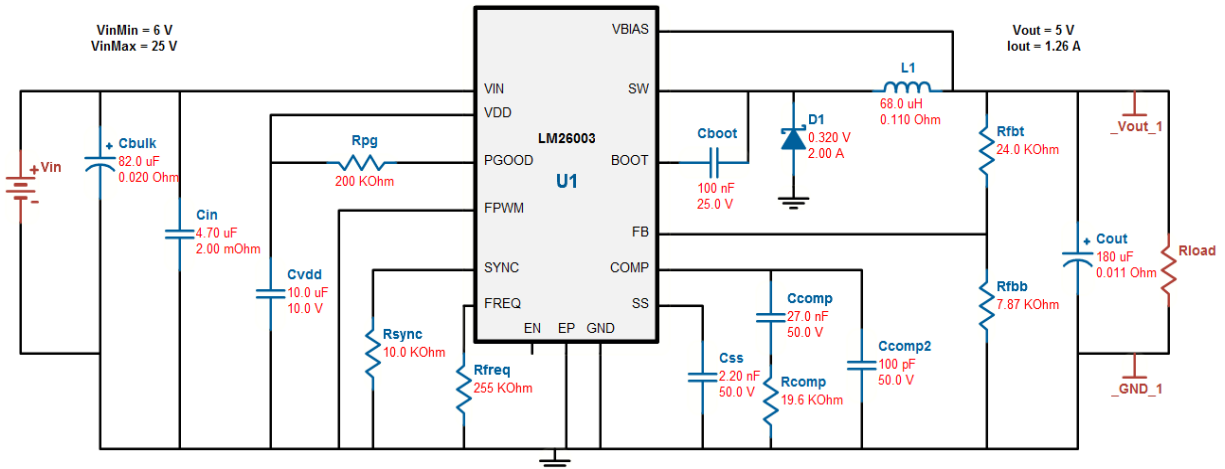 VinMin = 6 V
VinMax = 25 V
Vout = 5 V
Iout = 1.26 A
VBIAS
VIN
SW
VDD
LM26003
PGOOD
BOOT
U1
FPWM
FB
SYNC
COMP
FREQ
SS
EN
EP
GND
+
Vin
-
+
Cbulk
82.0 uF
0.020 Ohm
Cin
4.70 uF
2.00 mOhm
Rpg
200 KOhm
Cvdd
10.0 uF
10.0 V
Rsync
10.0 KOhm
Rfreq
255 KOhm
Cboot
100 nF
25.0 V
D1
0.320 V
2.00 A
L1
68.0 uH
0.110 Ohm
Css
2.20 nF
50.0 V
Ccomp
27.0 nF
50.0 V
Rcomp
19.6 KOhm
Ccomp2
100 pF
50.0 V
Rfbt
24.0 KOhm
Rfbb
7.87 KOhm
+
Cout
180 uF
0.011 Ohm
_Vout_1
Rload
_GND_1